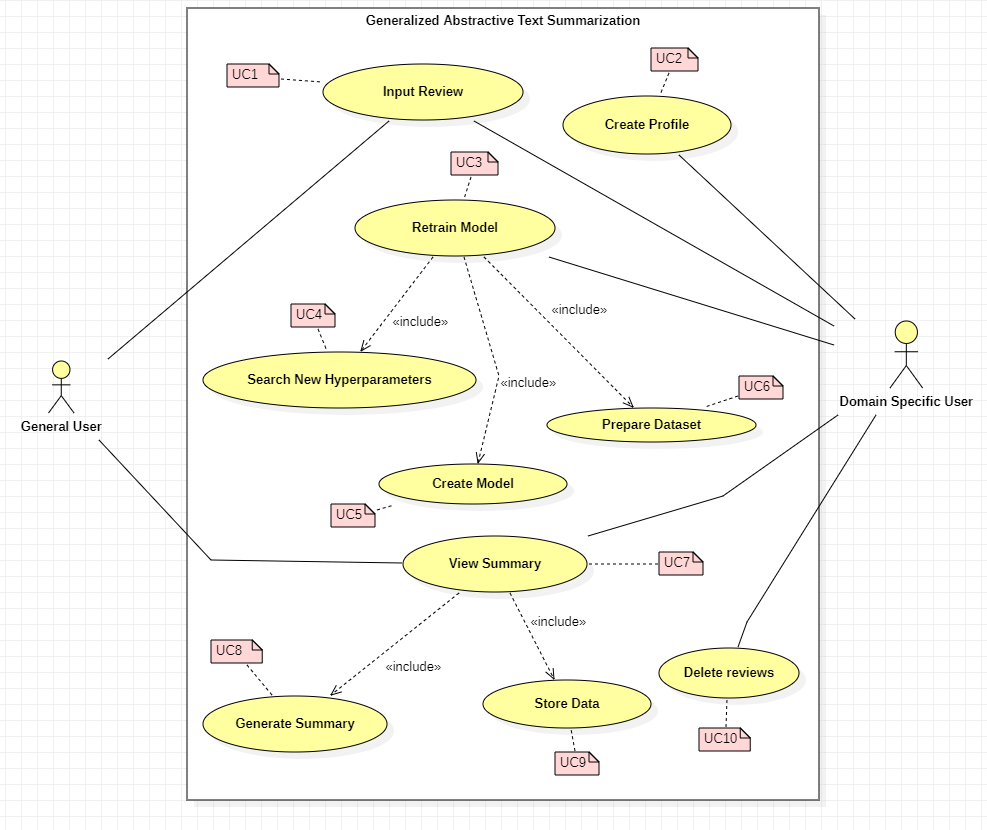 Generalized Abstractive Text Summarization
UC1
UC2
Input Review
Create Profile
UC3
Retrain Model
UC4
«include»
«include»
Search New Hyperparameters
«include»
UC6
General User
Domain Specific User
Prepare Dataset
Create Model
UC5
View Summary
UC7
«include»
«include»
UC8
Generate Summary
Store Data
Delete reviews
UC9
UC10